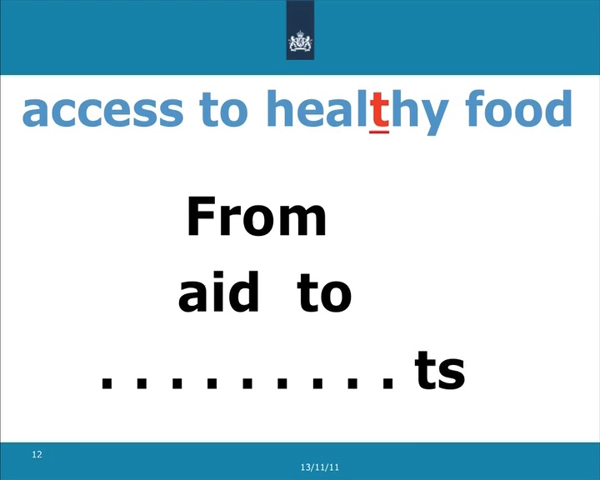 access to healthy food
From
aid to
. . . . . . . . . ts
12
13/11/11